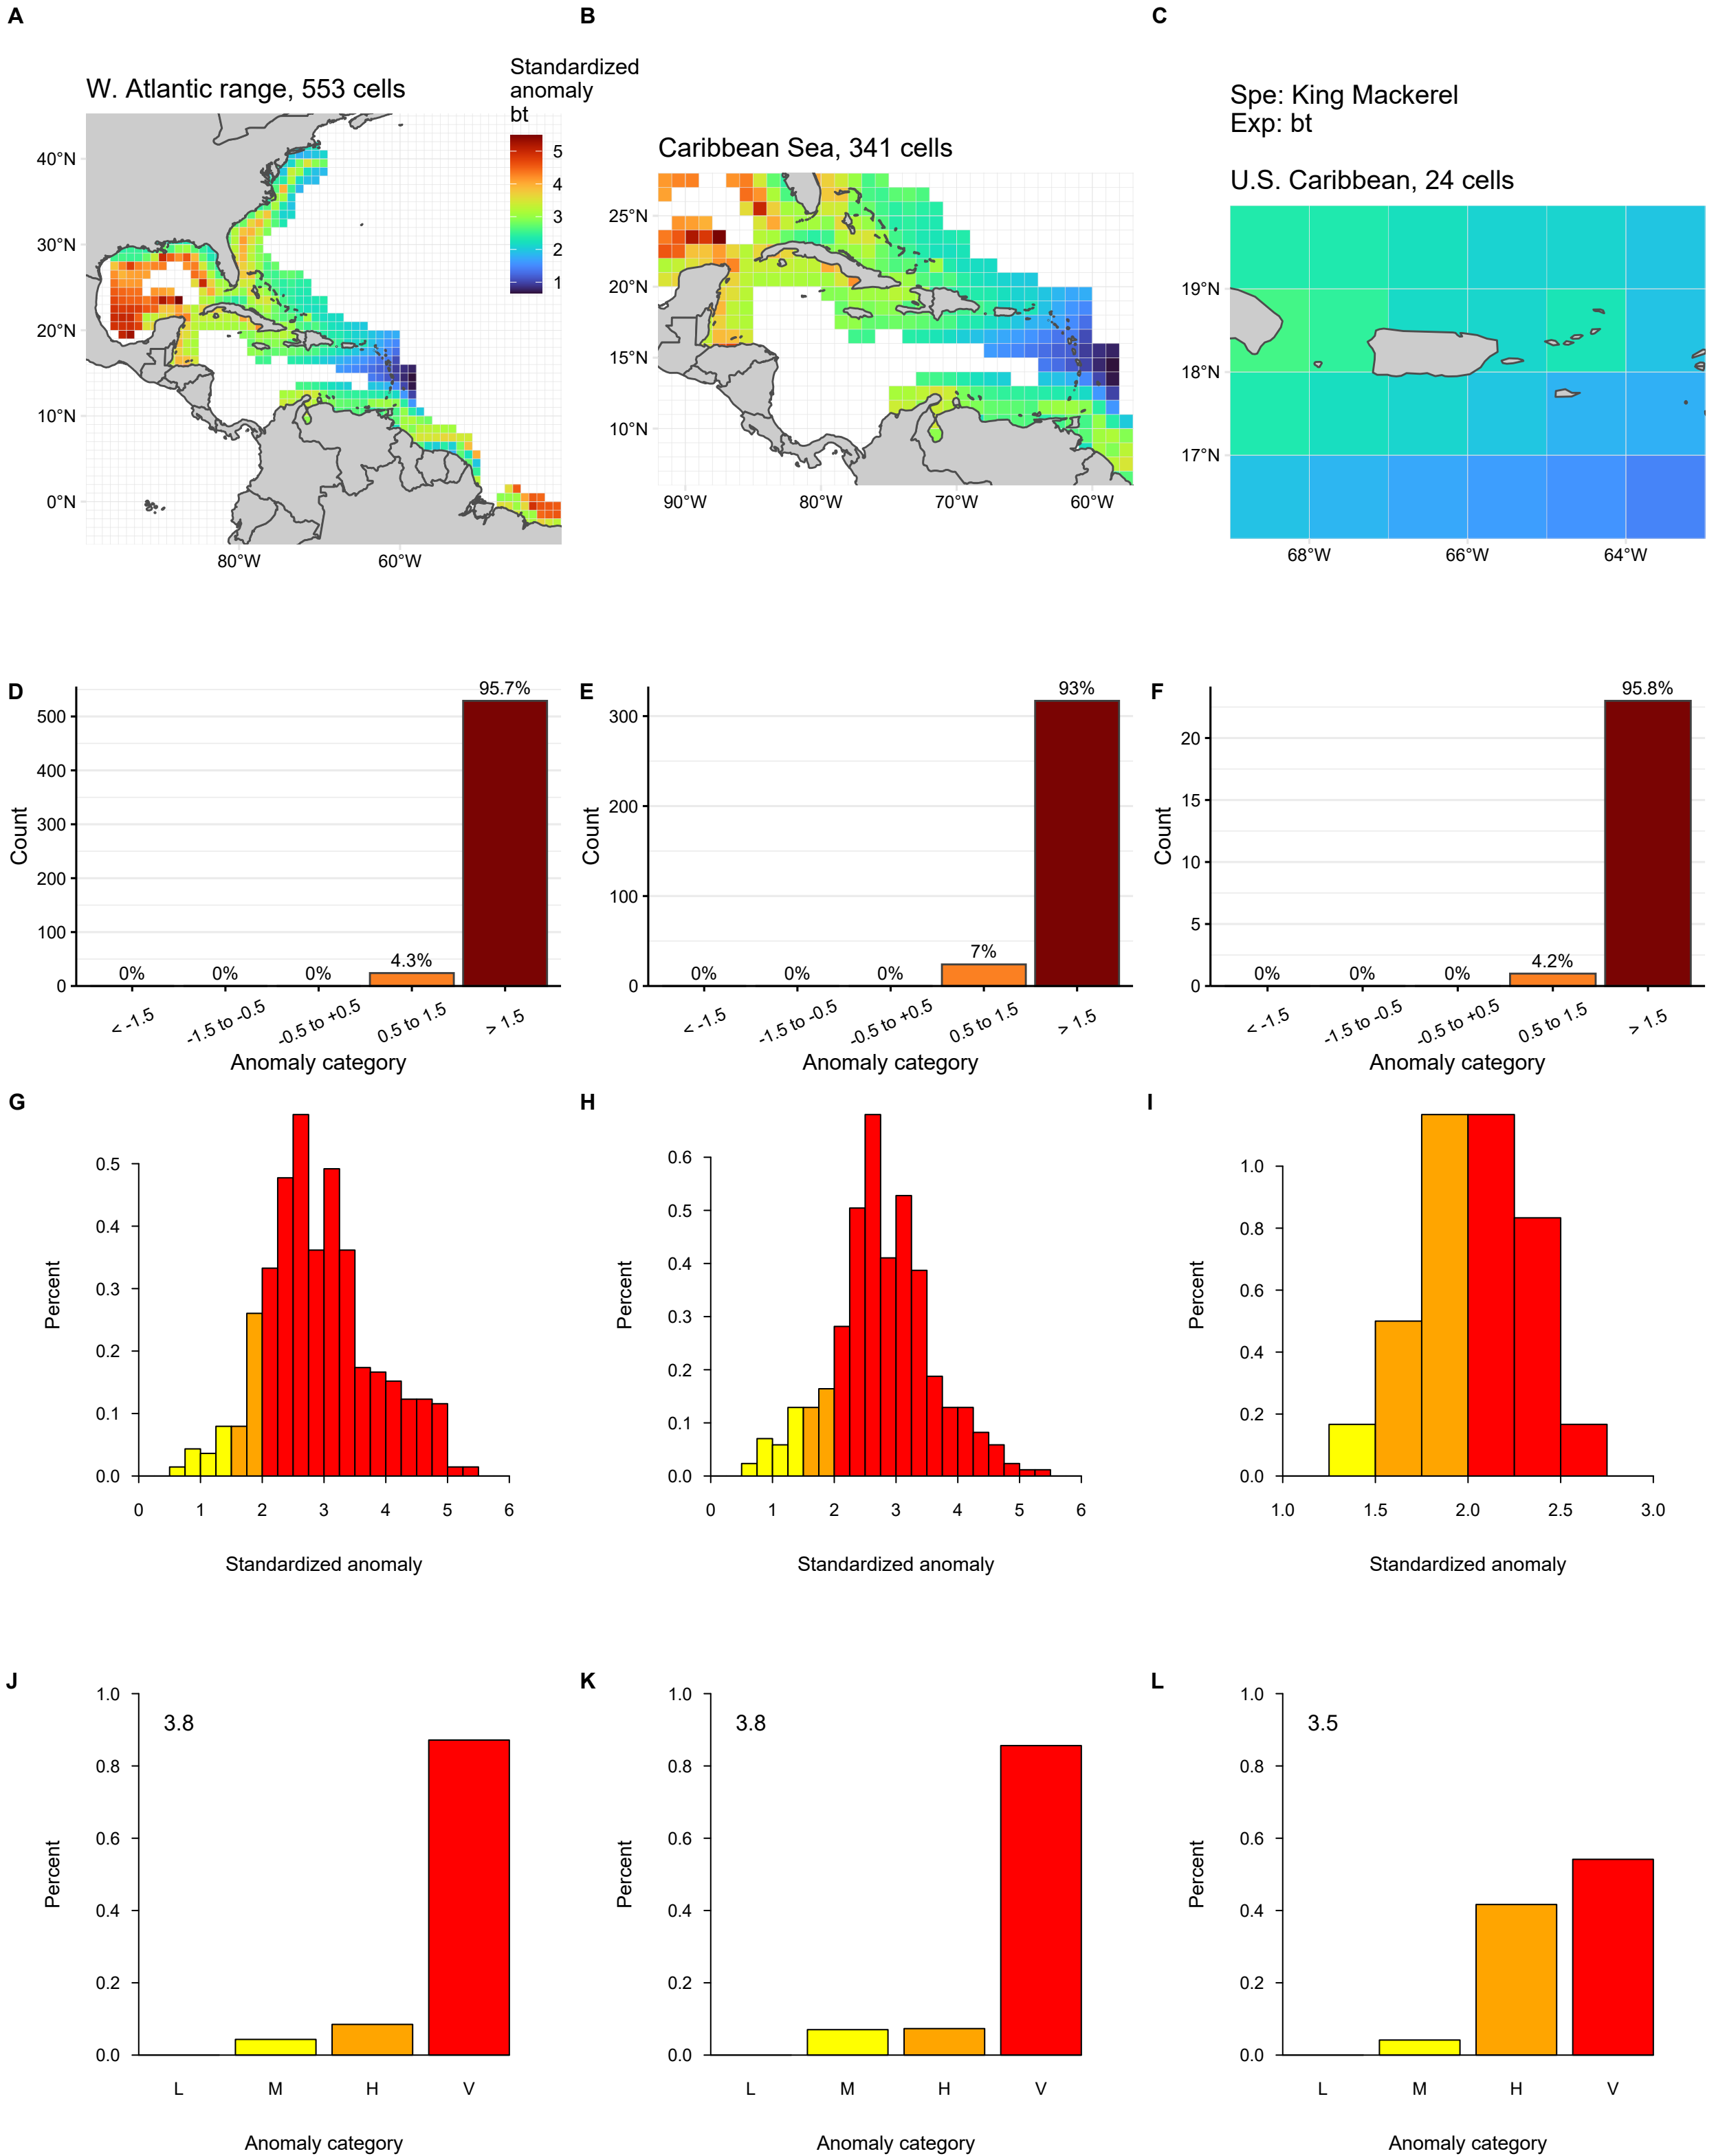 A
B
C
W. Atlantic range, 553 cells
Standardized
anomaly
bt
5
4
3
2
1
40°N
30°N
20°N
10°N
0°N
80°W
60°W
Caribbean Sea, 341 cells
25°N
20°N
15°N
10°N
90°W
80°W
70°W
60°W
Spe: King Mackerel
Exp: bt
U.S. Caribbean, 24 cells
19°N
18°N
17°N
68°W
66°W
64°W
D
Count
500
400
300
200
100
0
0%
0%
0%
4.3%
95.7%
< -1.5
-1.5 to -0.5
-0.5 to +0.5
0.5 to 1.5
> 1.5
Anomaly category
E
Count
300
200
100
0
0%
0%
0%
7%
93%
< -1.5
-1.5 to -0.5
-0.5 to +0.5
0.5 to 1.5
> 1.5
Anomaly category
F
Count
20
15
10
5
0
0%
0%
0%
4.2%
95.8%
< -1.5
-1.5 to -0.5
-0.5 to +0.5
0.5 to 1.5
> 1.5
Anomaly category
G
Percent
0.5
0.4
0.3
0.2
0.1
0.0
0 1 2 3 4 5 6
Standardized anomaly
H
Percent
0.6
0.5
0.4
0.3
0.2
0.1
0.0
0 1 2 3 4 5 6
Standardized anomaly
I
Percent
1.0
0.8
0.6
0.4
0.2
0.0
1.0 1.5 2.0 2.5 3.0
Standardized anomaly
J
3.8
Percent
1.0
0.8
0.6
0.4
0.2
0.0
L M H V
Anomaly category
K
3.8
Percent
1.0
0.8
0.6
0.4
0.2
0.0
L M H V
Anomaly category
L
3.5
Percent
1.0
0.8
0.6
0.4
0.2
0.0
L M H V
Anomaly category